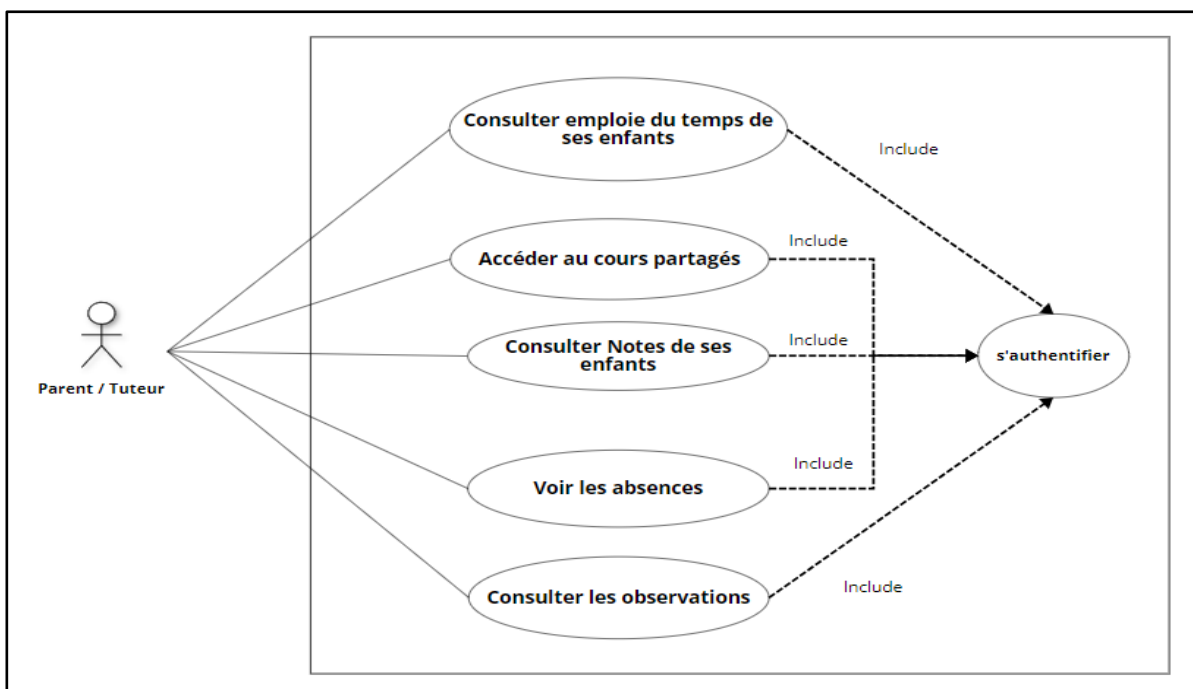 Consulter emploie du temps de
ses enfants
Include
Accéder au cours partagés
Include
Consulter Notes de ses
enfants
Include
s'authentifier
Parent / Tuteur
Voir les absences
Include
Consulter les observations
Include